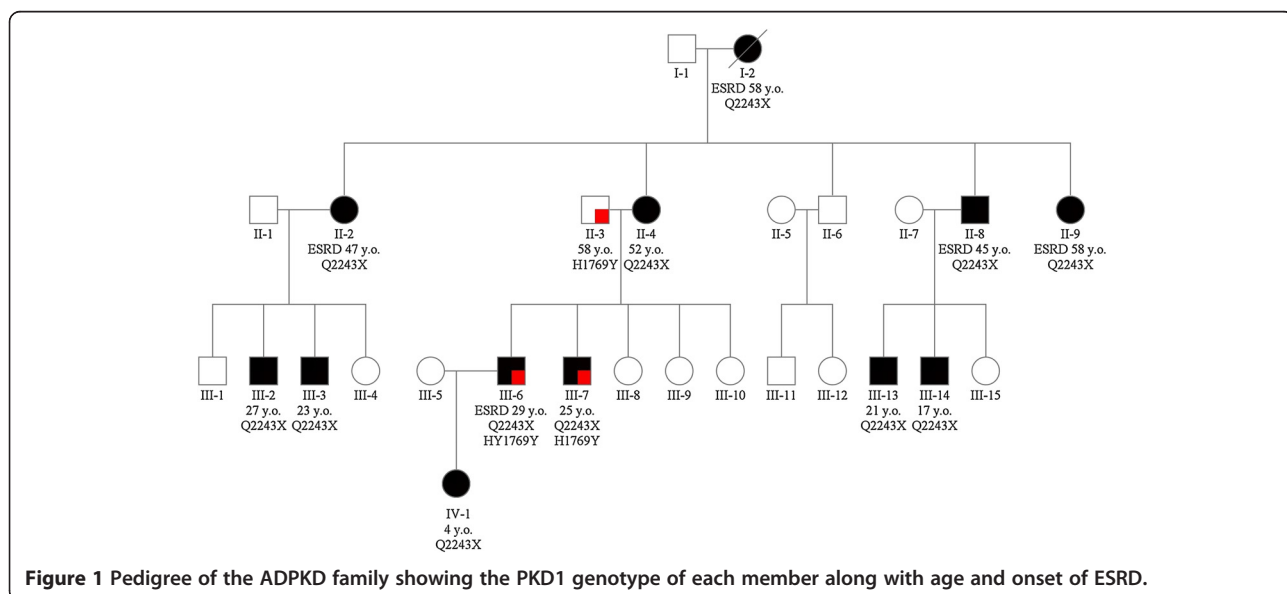 I-1
I-2
ESRD 58 y.o.
Q2243X
II-1
II-2
ESRD 47 y.o.
Q2243X
II-3
58 y.o.
H1769Y
II-4
52 y.o.
Q2243X
II-5
II-6
II-7
II-8
ESRD 45 y.o.
Q2243X
II-9
ESRD 58 y.o.
Q2243X
III-1
III-2
27 y.o.
Q2243X
III-3
23 y.o.
Q2243X
III-4
III-5
III-6
ESRD 29 y.o.
Q2243X
HY1769Y
III-7
25 y.o.
Q2243X
H1769Y
III-8
III-9
III-10
III-11
III-12
III-13
21 y.o.
Q2243X
III-14
17 y.o.
Q2243X
III-15
IV-1
4 y.o.
Q2243X
Figure 1 Pedigree of the ADPKD family showing the PKD1 genotype of each member along with age and onset of ESRD.